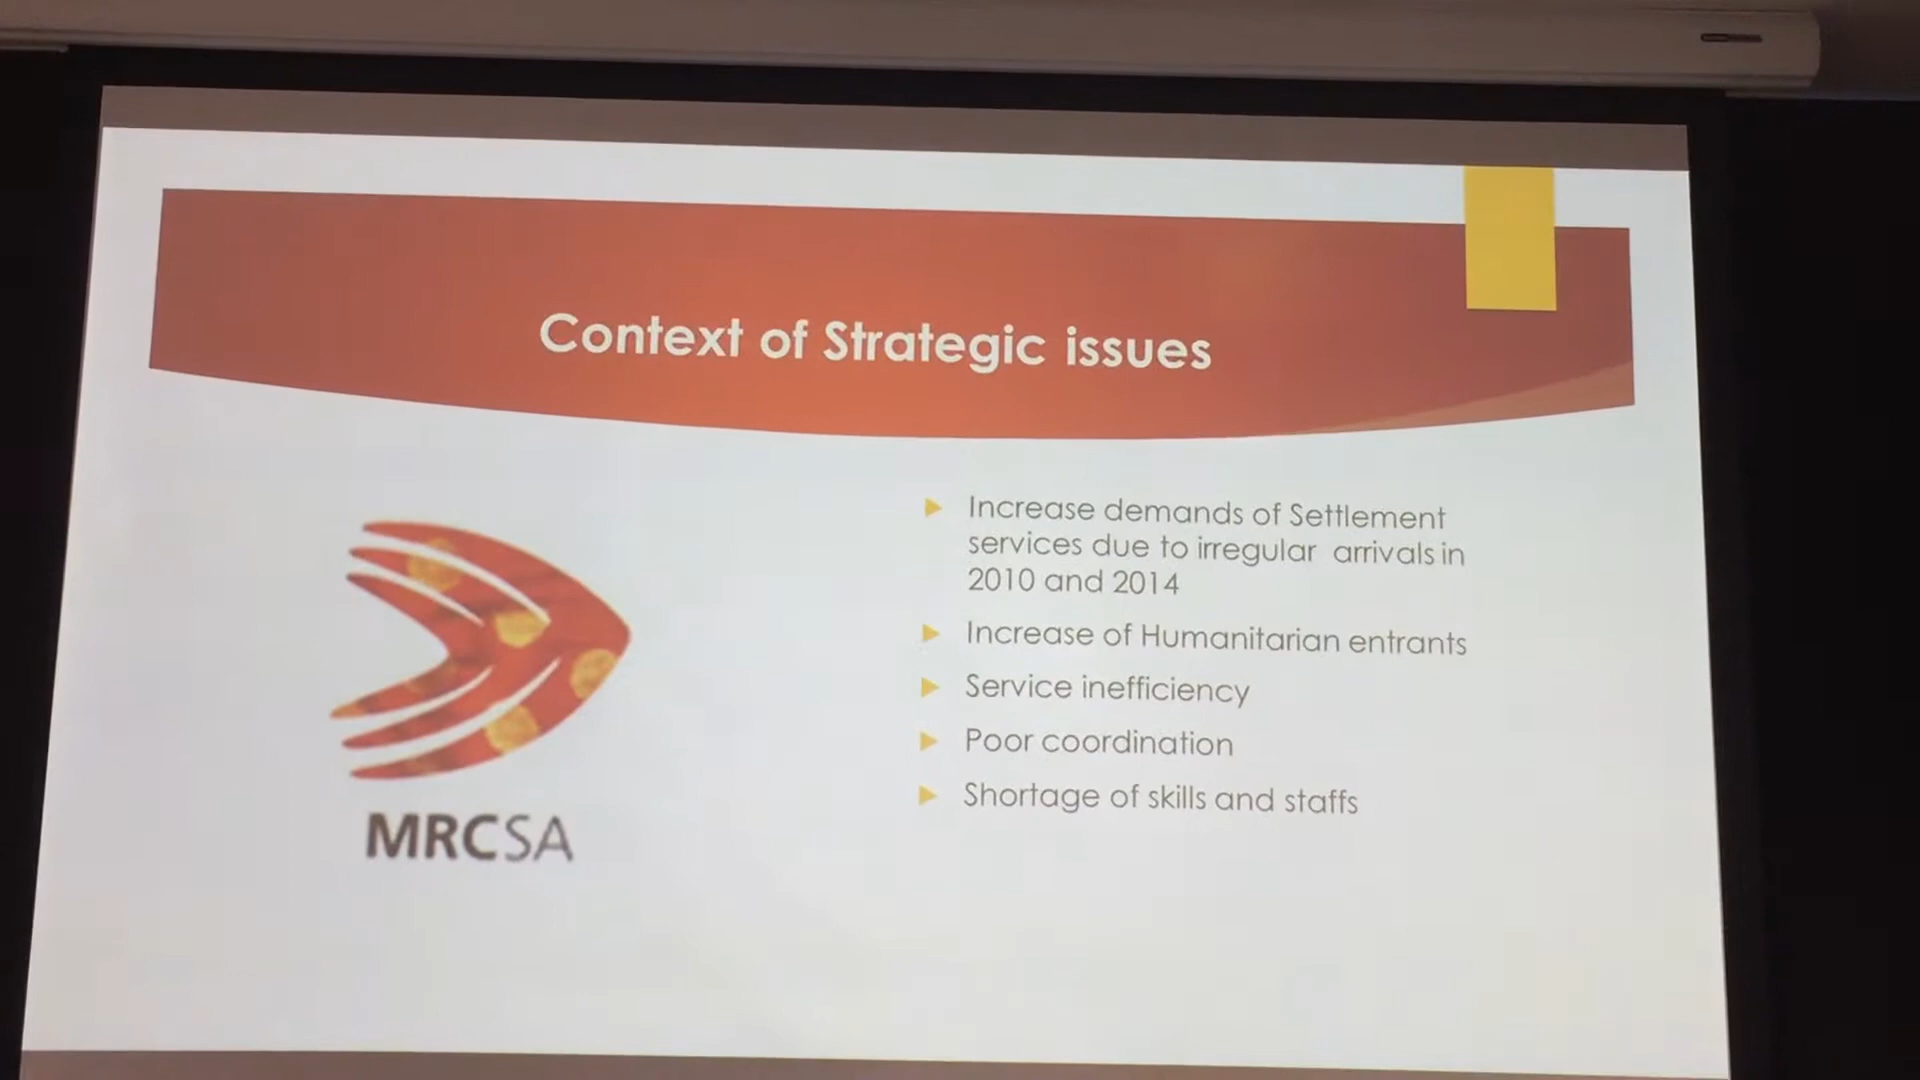 Context of Strategic issues
Increase demands of Settlement
services due to irregular arrivals in
2010 and 2014
Increase of Humanitarian entrants
Service inefficiency
Poor coordination
Shortage of skills and staffs
MRCSA